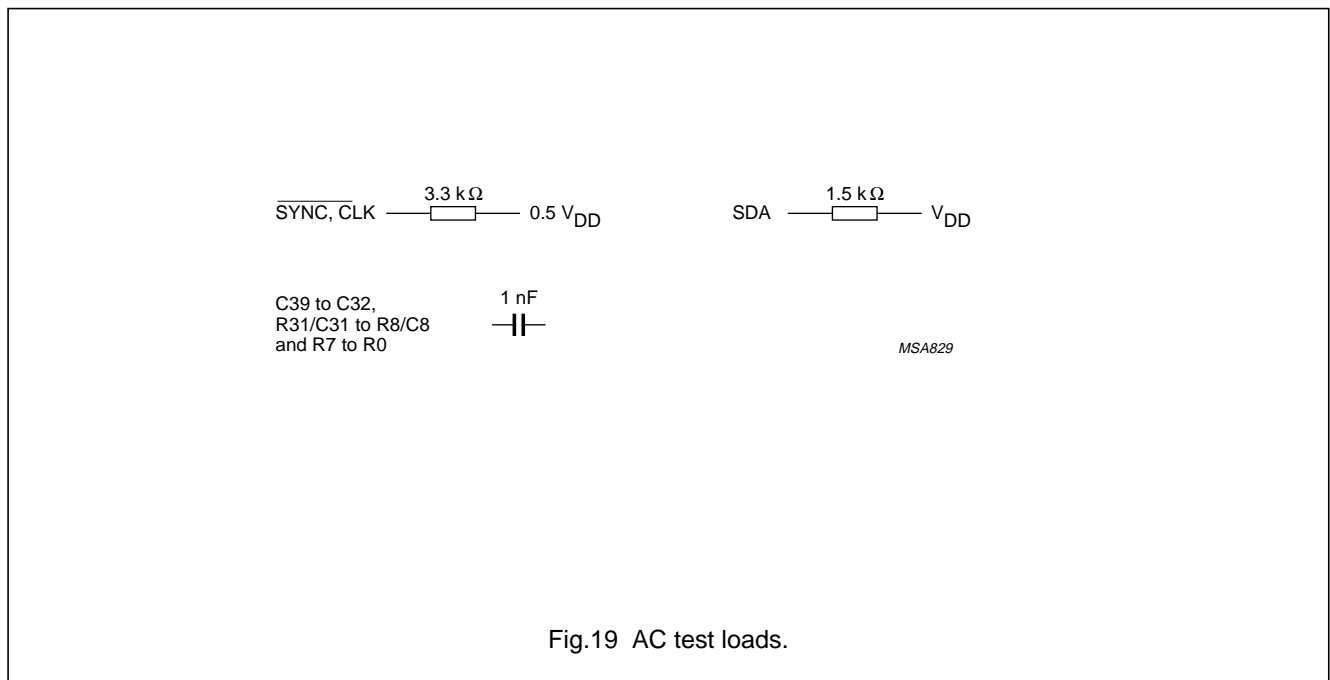 3.3 kΩ
SYNC, CLK
0.5 VDD
1.5 kΩ
SDA
VDD
C39 to C32,
R31/C31 to R8/C8
and R7 to R0
1 nF
MSA829
Fig.19 AC test loads.